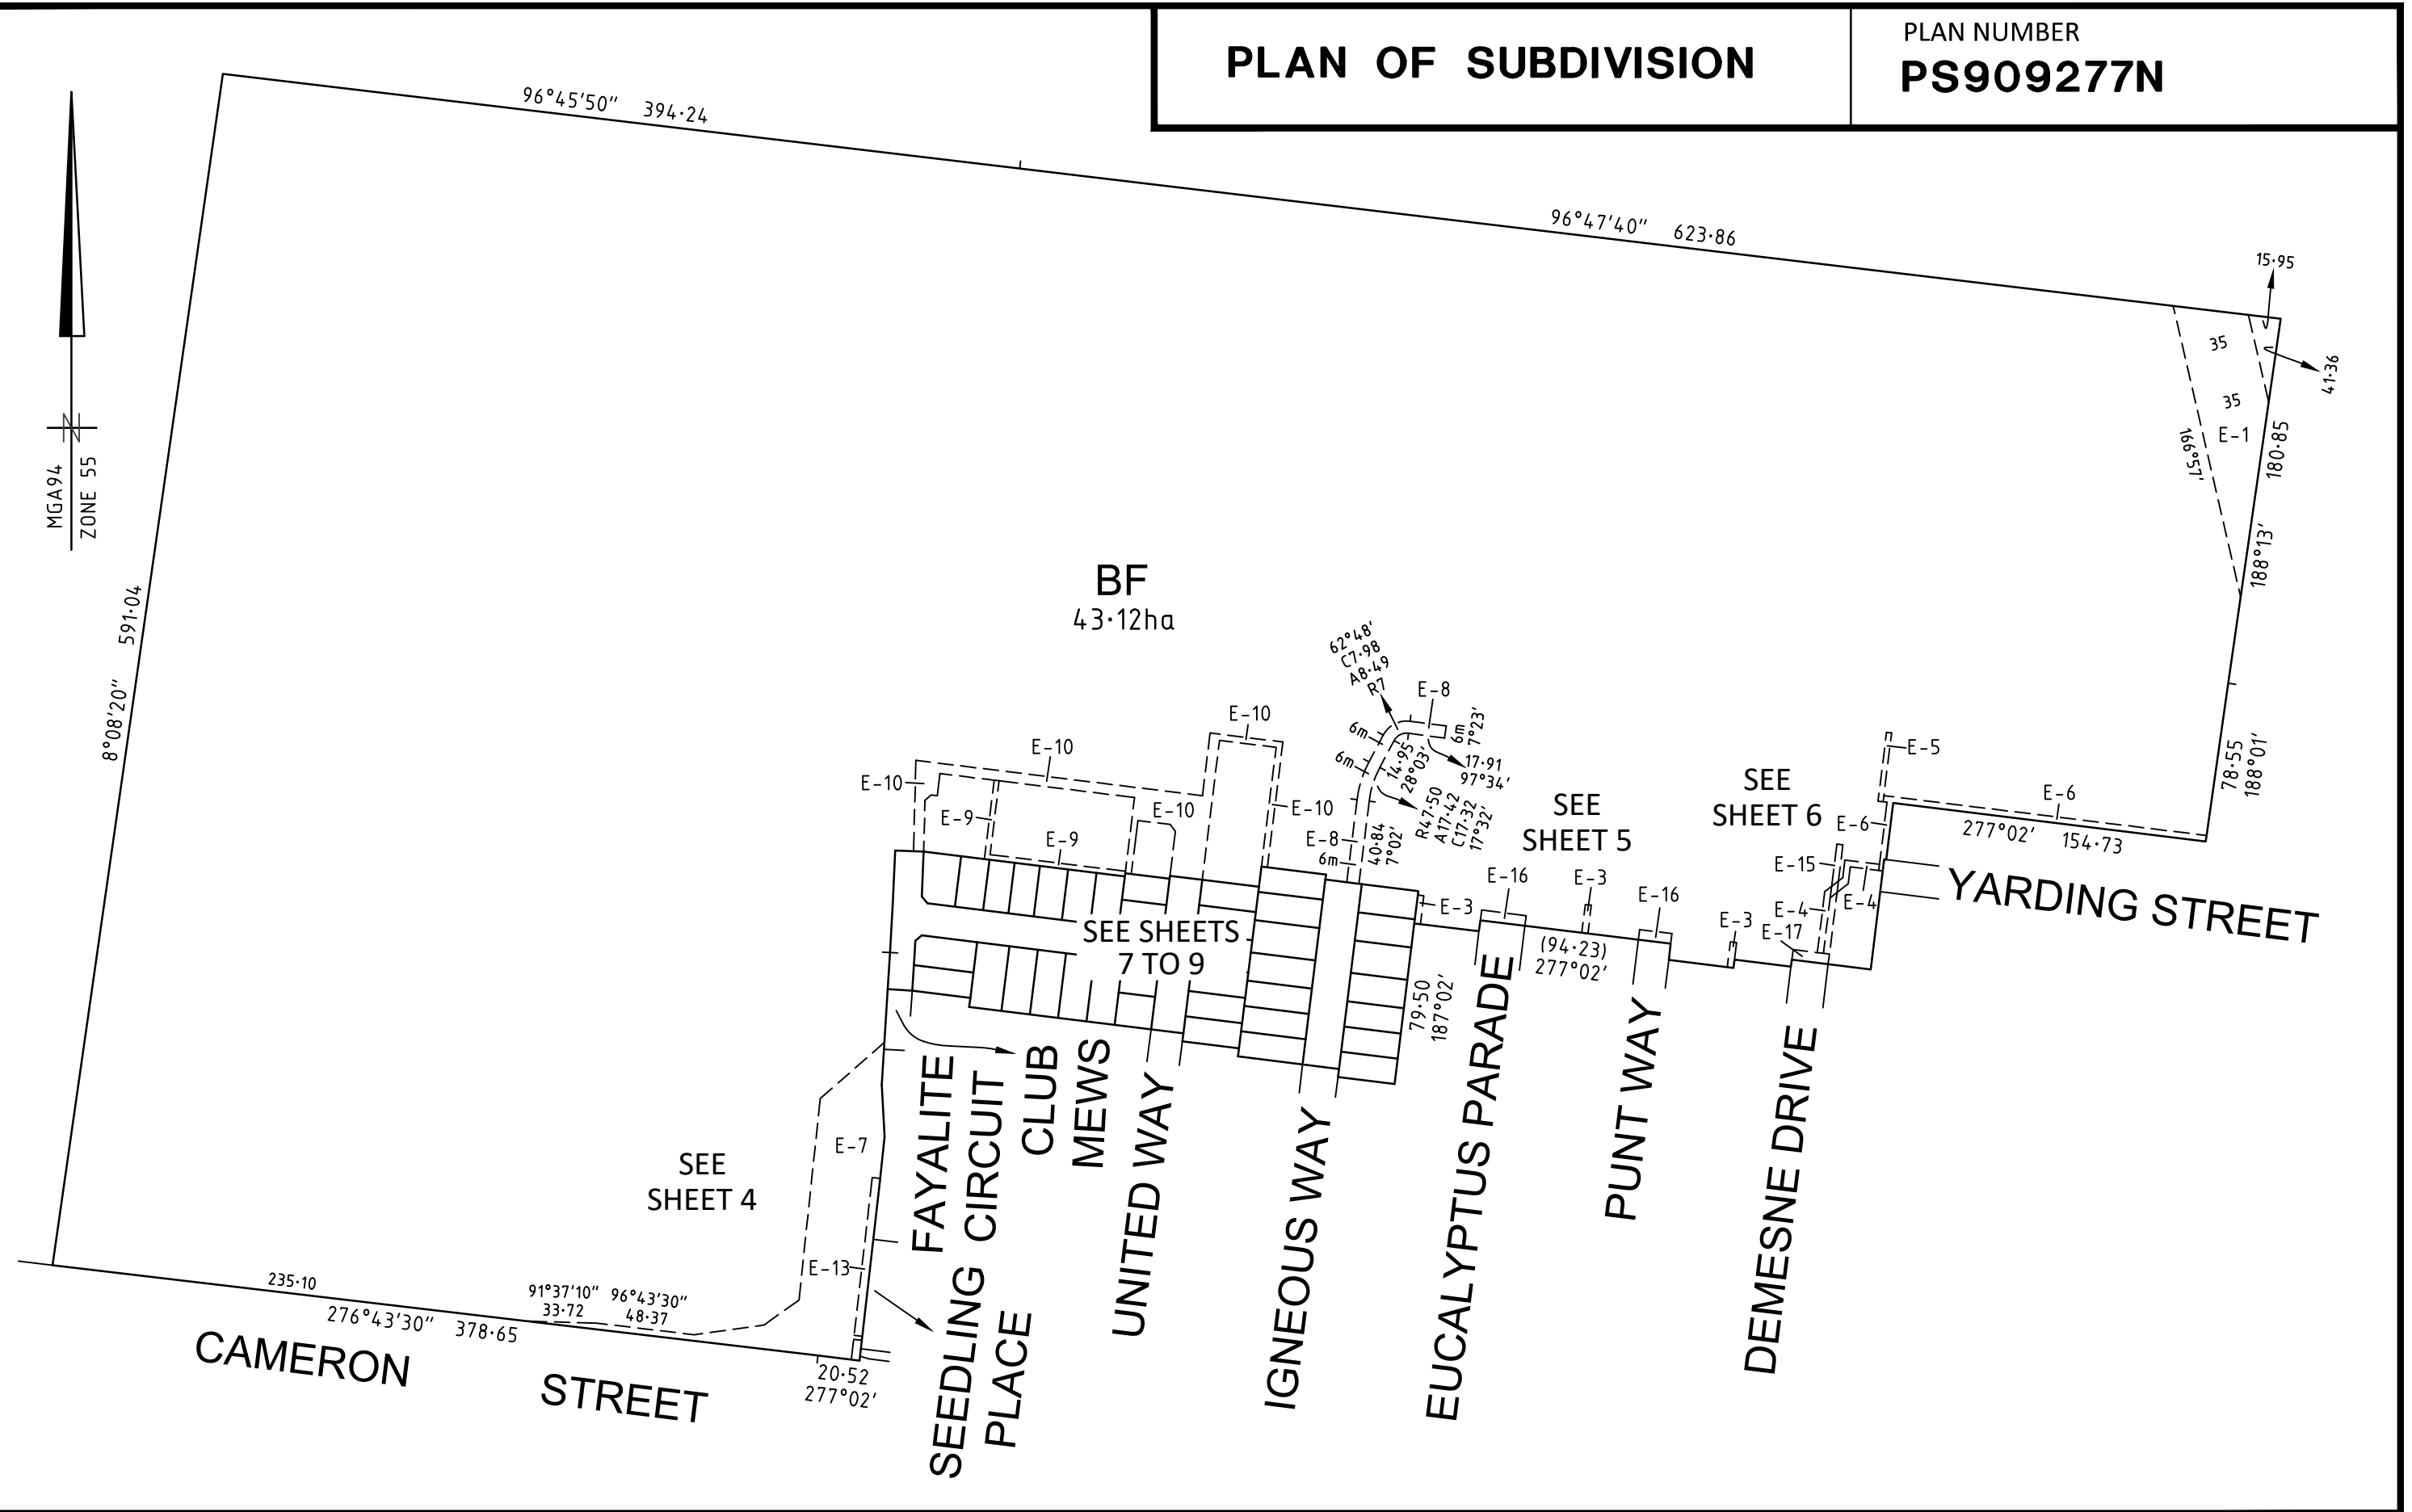 PLAN OF SUBDIVISION
PLAN NUMBER
PS909277N
96°45'50" 394·24
96°47'40" 623·86
15·95
41·36
35
35
E-1
166°57'
180·85
188°13'
MGA94
ZONE 55
8°08'20" 591·04
BF
43·12ha
62°48'
C7·98
A8·49
R7
E-8
6m
7°23'
6m
6m
14·95
28°03'
17·91
97°34'
R47·50
A17·42
C17·32
17°32'
E-8
6m
40·84
7°02'
E-10
E-10
E-10
E-10
E-10
E-9
E-9
SEE
SHEET 5
SEE
SHEET 6
E-5
E-6
E-6
277°02' 154·73
78·55
188°01'
E-15
E-4
E-4
E-17
E-3
E-16
E-3
E-16
E-3
(94·23)
277°02'
YARDING STREET
SEE SHEETS
7 TO 9
79·50
187°02'
SEE
SHEET 4
E-7
E-13
FAYALITE
CIRCUIT
CLUB
MEWS
SEEDLING
PLACE
UNITED WAY
IGNEOUS WAY
EUCALYPTUS PARADE
PUNT WAY
DEMESNE DRIVE
235·10
91°37'10" 96°43'30"
33·72 48·37
276°43'30" 378·65
20·52
277°02'
CAMERON STREET